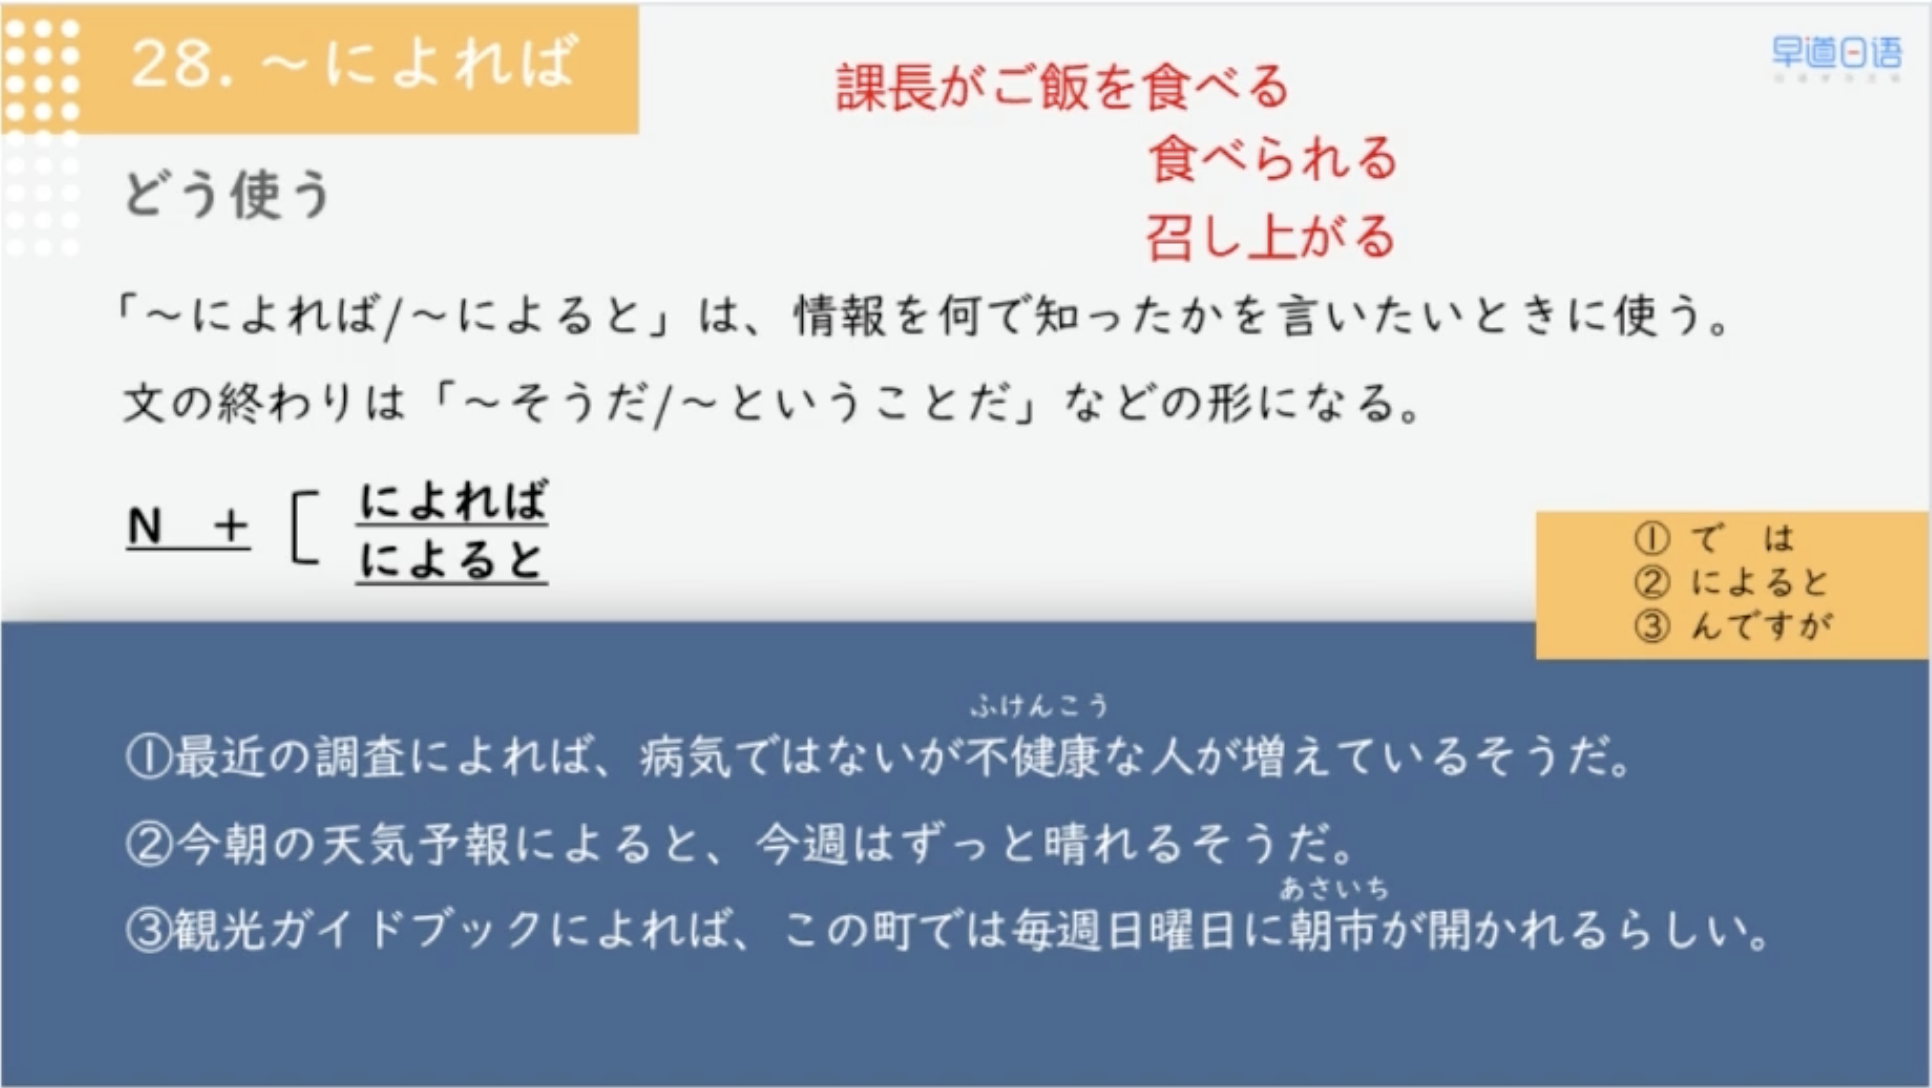 28. ～によれば
課長がご飯を食べる
食べられる
召し上がる
早道日语
どう使う
「～によれば/～によると」は、情報を何で知ったかを言いたいときに使う。
文の終わりは「～そうだ/～ということだ」などの形になる。
N +
によれば
によると
① で は
② によると
③ んですが
ふけんこう
①最近の調査によれば、病気ではないが不健康な人が増えているそうだ。
②今朝の天気予報によると、今週はずっと晴れるそうだ。
あさいち
③観光ガイドブックによれば、この町では毎週日曜日に朝市が開かれるらしい。